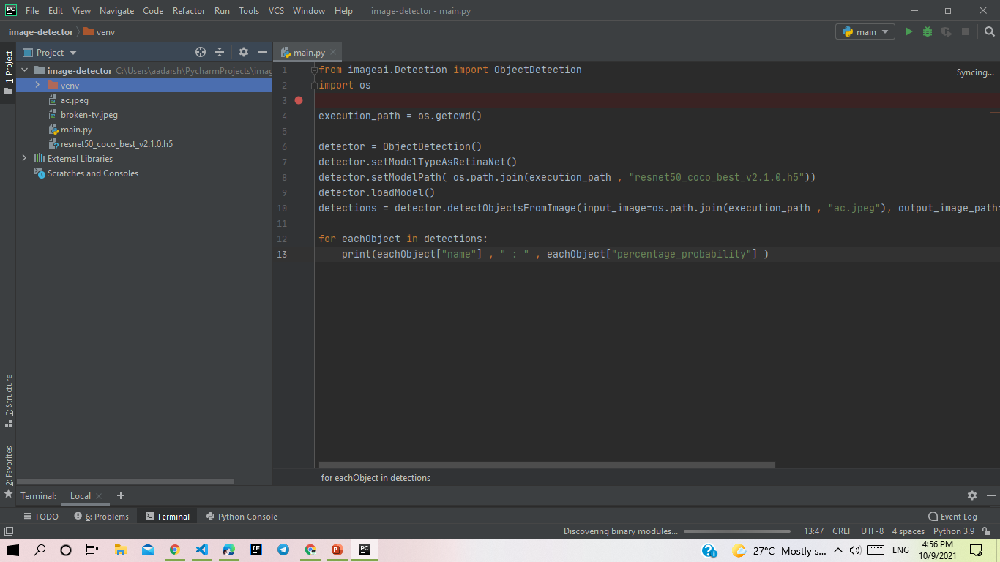 PC File Edit View Navigate Code Refactor Run Tools VCS Window Help image-detector - main.py
image-detector venv main
1: Project
Project
image-detector C:\Users\aadarsh\PycharmProjects\imag
venv
ac.jpeg
broken-tv.jpeg
main.py
resnet50_coco_best_v2.1.0.h5
External Libraries
Scratches and Consoles
main.py
Syncing...
1 from imageai.Detection import ObjectDetection
2 import os
3
4 execution_path = os.getcwd()
5
6 detector = ObjectDetection()
7 detector.setModelTypeAsRetinaNet()
8 detector.setModelPath( os.path.join(execution_path , "resnet50_coco_best_v2.1.0.h5"))
9 detector.loadModel()
10 detections = detector.detectObjectsFromImage(input_image=os.path.join(execution_path , "ac.jpeg"), output_image_path=
11
12 for eachObject in detections:
13 print(eachObject["name"] , " : " , eachObject["percentage_probability"] )
7: Structure
2: Favorites
for eachObject in detections
Terminal: Local
TODO 6: Problems Terminal Python Console Event Log
Discovering binary modules... 13:47 CRLF UTF-8 4 spaces Python 3.9
IE PC 27°C Mostly s... ENG 4:56 PM
10/9/2021